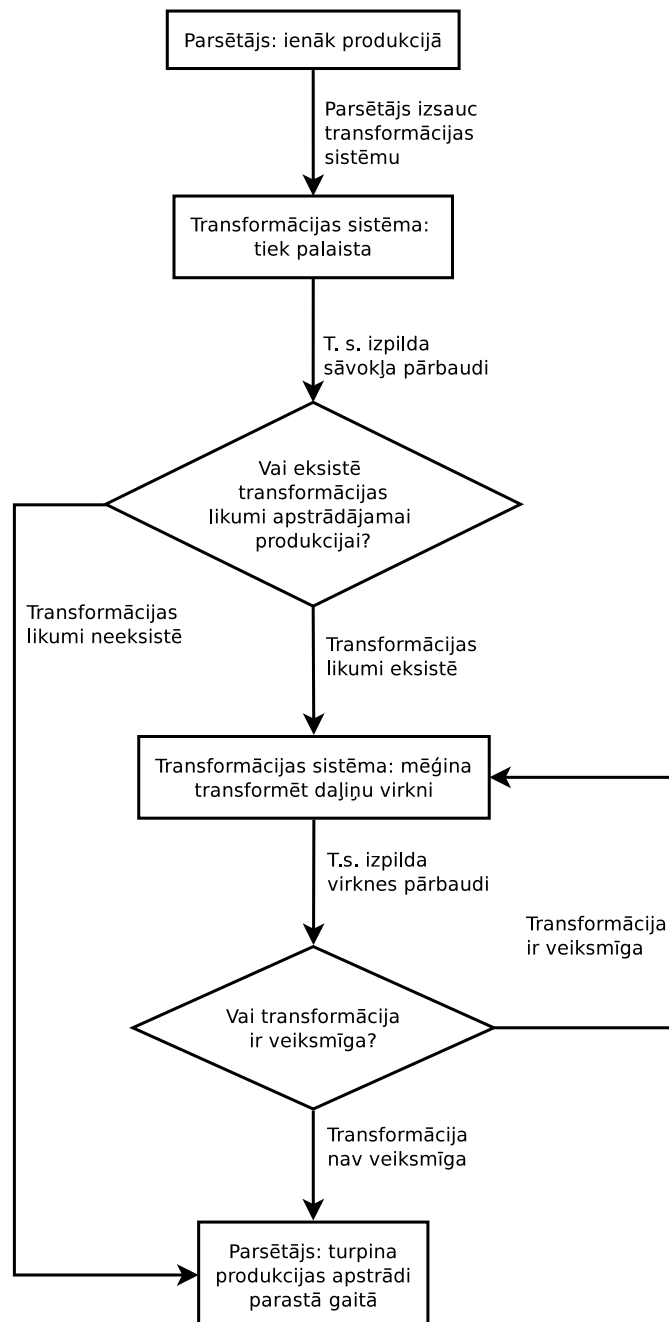 Parsētājs: ienāk produkcijā
Parsētājs izsauc
transformācijas
sistēmu
Transformācijas sistēma:
tiek palaista
T. s. izpilda
sāvokļa pārbaudi
Vai eksistē
transformācijas
likumi apstrādājamai
produkcijai?
Transformācijas
likumi neeksistē
Transformācijas
likumi eksistē
Transformācijas sistēma: mēģina
transformēt daļiņu virkni
T.s. izpilda
virknes pārbaudi
Transformācija
ir veiksmīga
Vai transformācija
ir veiksmīga?
Transformācija
nav veiksmīga
Parsētājs: turpina
produkcijas apstrādi
parastā gaitā